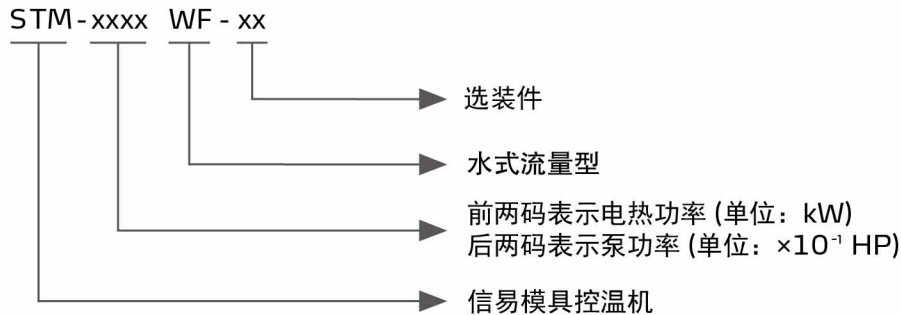 STM-xxxx WF-xx
选装件
水式流量型
前两码表示电热功率 (单位：kW)
后两码表示泵功率 (单位：×10⁻¹ HP)
信易模具控温机